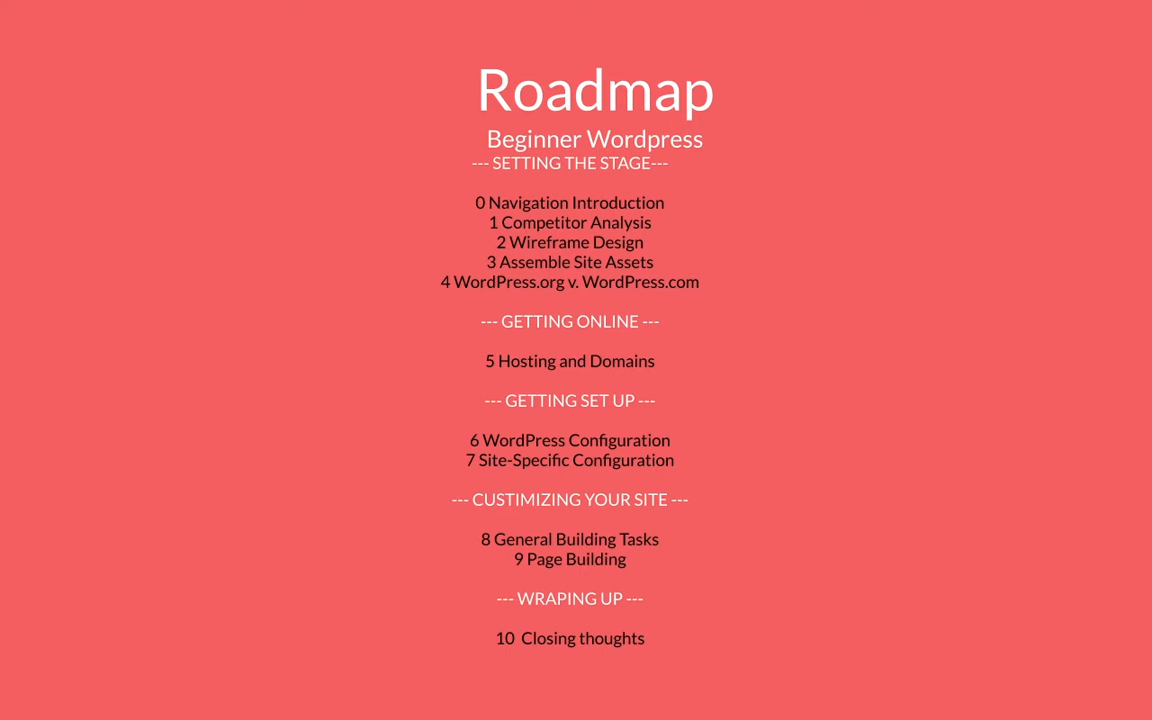 Roadmap
Beginner Wordpress
--- SETTING THE STAGE---
0 Navigation Introduction
1 Competitor Analysis
2 Wireframe Design
3 Assemble Site Assets
4 WordPress.org v. WordPress.com
--- GETTING ONLINE ---
5 Hosting and Domains
--- GETTING SET UP ---
6 WordPress Configuration
7 Site-Specific Configuration
--- CUSTIMIZING YOUR SITE ---
8 General Building Tasks
9 Page Building
--- WRAPING UP ---
10  Closing thoughts